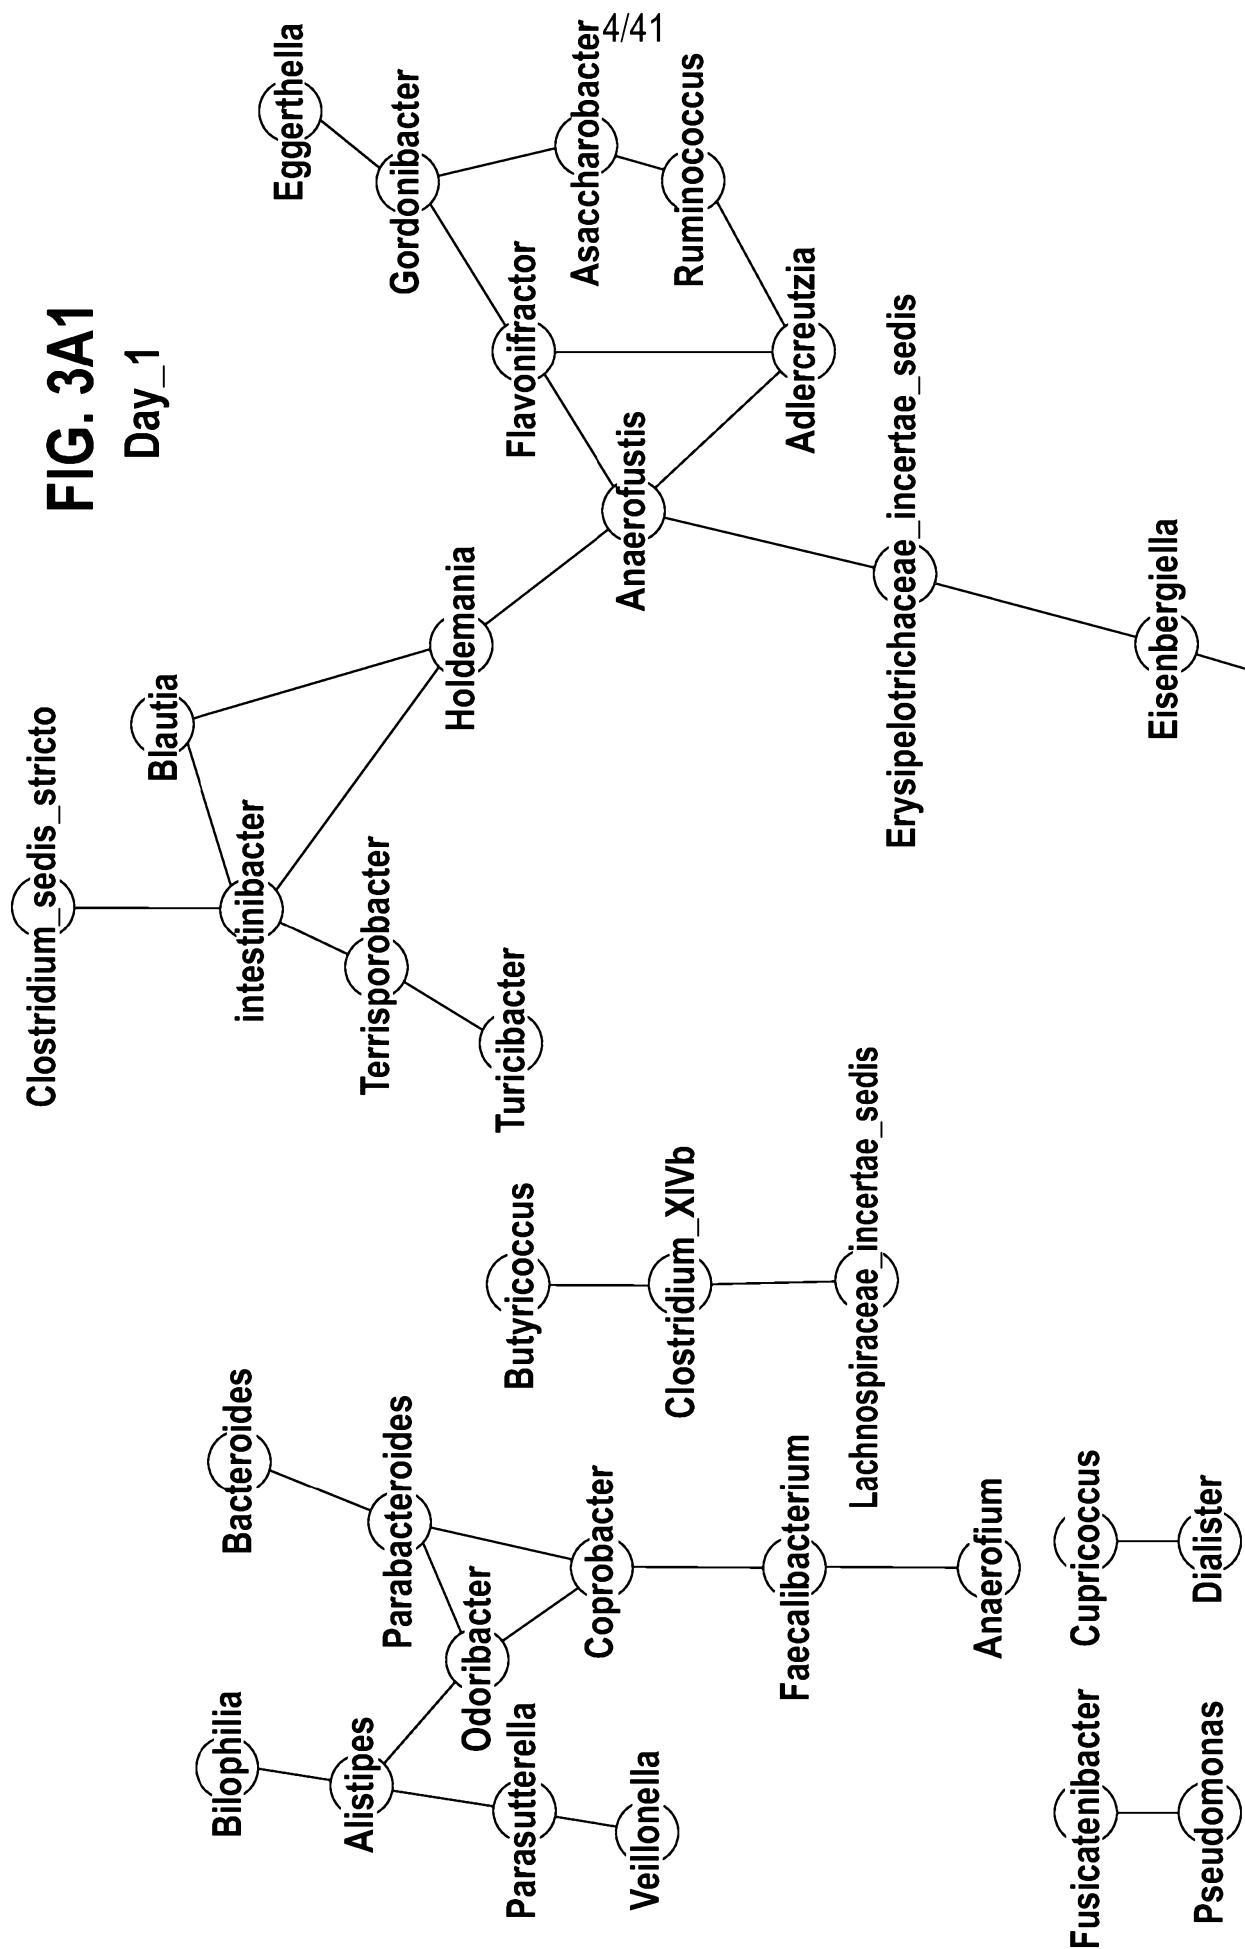 4/41
FIG. 3A1
Day_1
Eggerthella
Gordonibacter
Asaccharobacter
Ruminococcus
Flavonifractor
Adlercreutzia
Anaerofustis
Erysipelotrichaceae_incertae_sedis
Holdemania
Eisenbergiella
Blautia
Clostridium_sedis_stricto
intestinibacter
Terrisporobacter
Turicibacter
Butyricoccus
Clostridium_XIVb
Lachnospiraceae_incertae_sedis
Bacteroides
Parabacteroides
Coprobacter
Odoribacter
Faecalibacterium
Anaerofium
Cupricoccus
Dialister
Bilophilia
Alistipes
Parasutterella
Veillonella
Fusicatenibacter
Pseudomonas